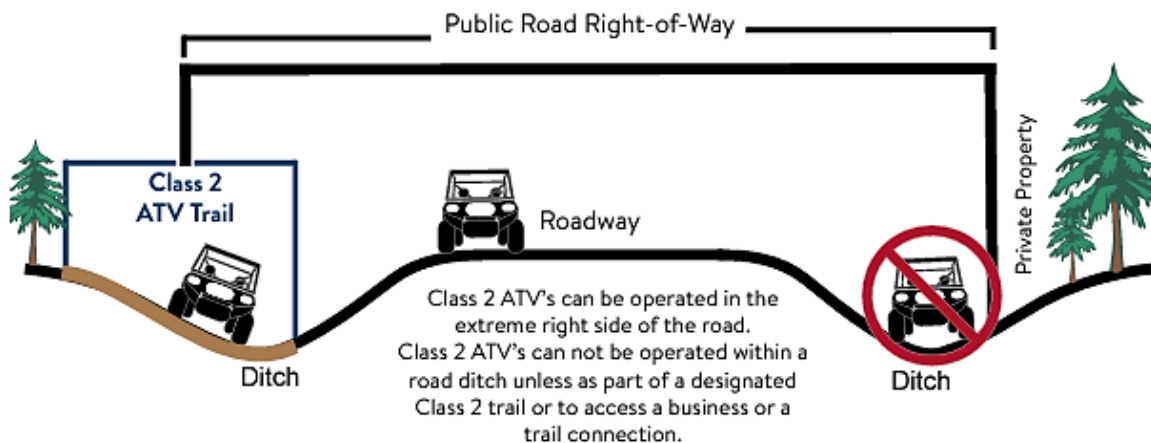 Public Road Right-of-Way
Class 2
ATV Trail
Roadway
Private Property
Class 2 ATV's can be operated in the
extreme right side of the road.
Class 2 ATV's can not be operated within a
road ditch unless as part of a designated
Class 2 trail or to access a business or a
trail connection.
Ditch
Ditch